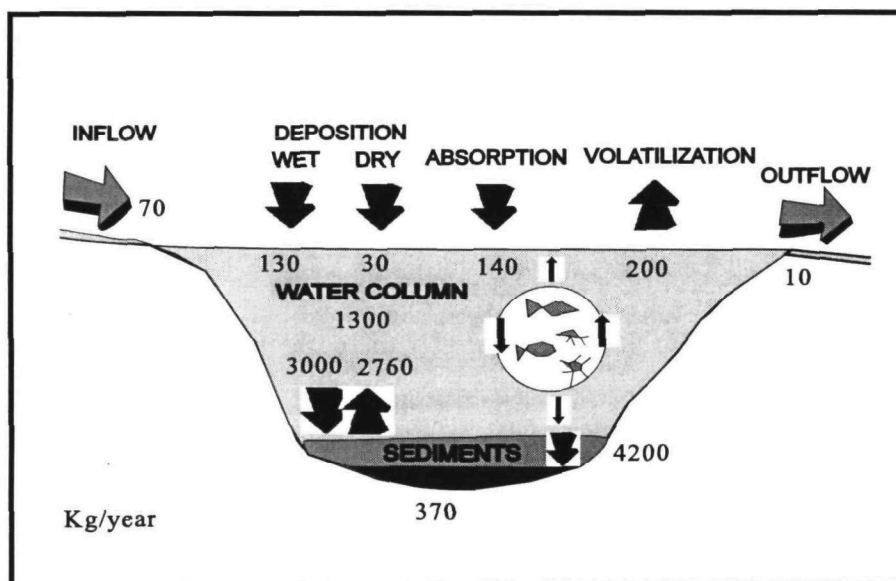 INFLOW
DEPOSITION
WET DRY ABSORPTION VOLATILIZATION
OUTFLOW
70
130 30 140 200 10
WATER COLUMN
1300
3000 2760
SEDIMENTS 4200
370
Kg/year